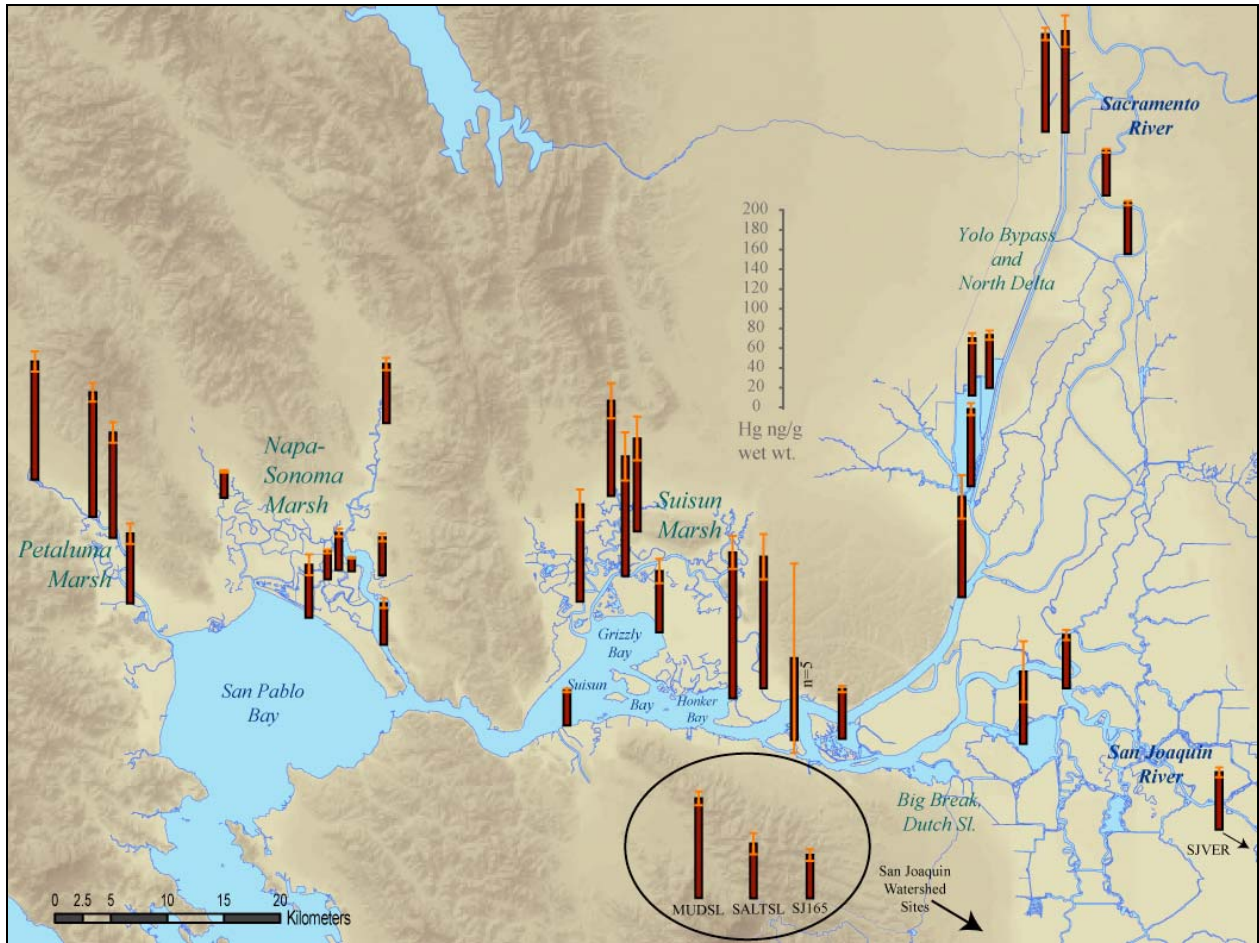 Sacramento
River
200
180
160
140
120
100
80
60
40
20
0
Hg ng/g
wet wt.
Yolo Bypass
and
North Delta
Napa-
Sonoma
Marsh
Petaluma
Marsh
Suisun
Marsh
Grizzly
Bay
Suisun
Bay
Honker
Bay
San Pablo
Bay
n=5
San Joaquin
River
Big Break,
Dutch Sl.
SJVER
San Joaquin
Watershed
Sites
MUDSL SALTSL SJ165
0 2.5 5 10 15 20
Kilometers